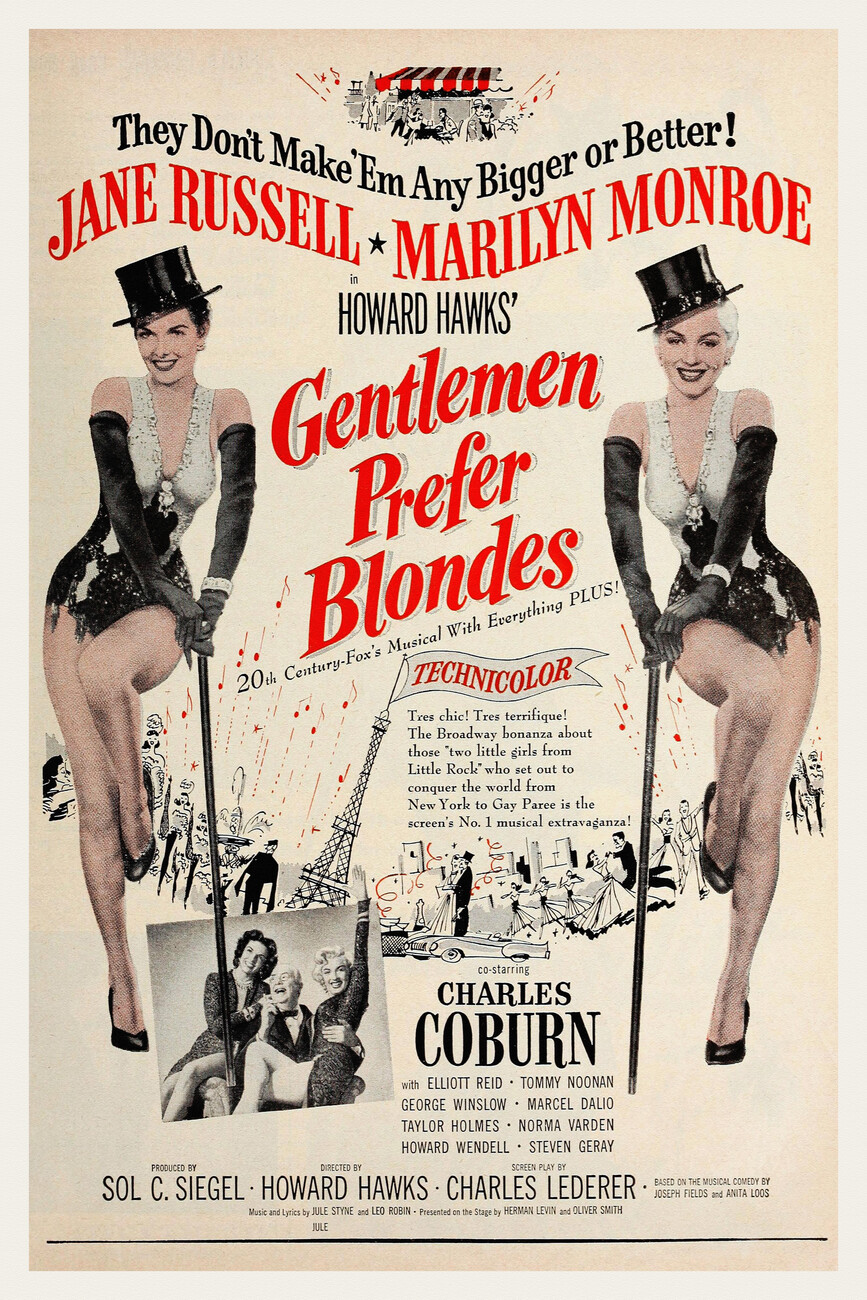 They Don't Make 'Em Any Bigger or Better!
JANE RUSSELL ★ MARILYN MONROE
in
HOWARD HAWKS'
Gentlemen
Prefer
Blondes
20th Century-Fox's Musical With Everything PLUS!
TECHNICOLOR
Tres chic! Tres terrifique!
The Broadway bonanza about
those "two little girls from
Little Rock" who set out to
conquer the world from
New York to Gay Paree is the
screen's No. 1 musical extravaganza!
co-starring
CHARLES
COBURN
with ELLIOTT REID • TOMMY NOONAN
GEORGE WINSLOW • MARCEL DALIO
TAYLOR HOLMES • NORMA VARDEN
HOWARD WENDELL • STEVEN GERAY
PRODUCED BY DIRECTED BY SCREEN PLAY BY
SOL C. SIEGEL • HOWARD HAWKS • CHARLES LEDERER • BASED ON THE MUSICAL COMEDY BY
JOSEPH FIELDS and ANITA LOOS
Music and Lyrics by JULE STYNE and LEO ROBIN • Presented on the Stage by HERMAN LEVIN and OLIVER SMITH
JULE